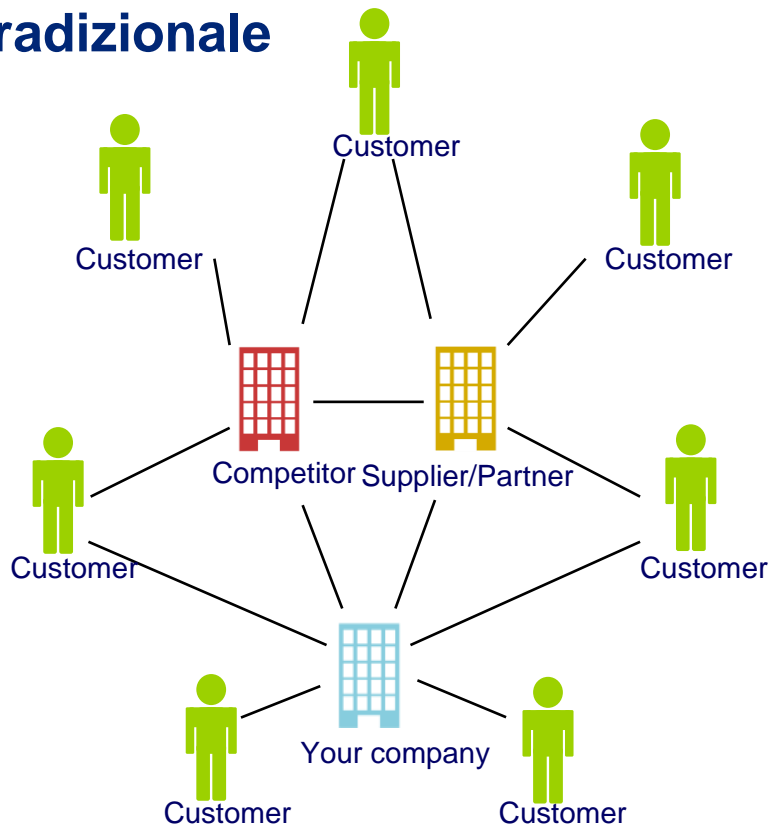 radizionale
Customer
Customer
Customer
Competitor
Supplier/Partner
Customer
Customer
Your company
Customer
Customer